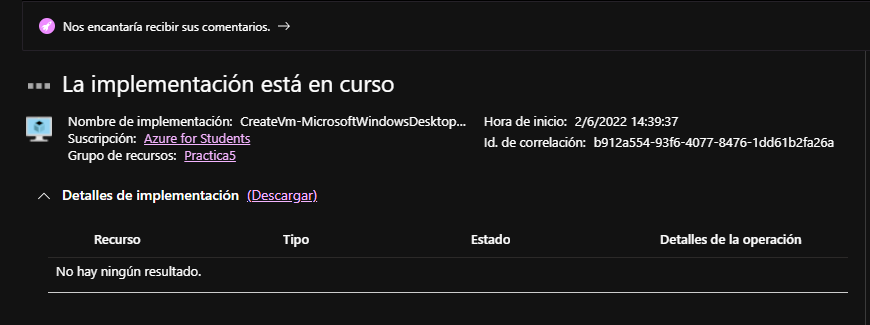 Nos encantaría recibir sus comentarios. →
La implementación está en curso
Nombre de implementación: CreateVm-MicrosoftWindowsDesktop...
Suscripción: Azure for Students
Grupo de recursos: Practica5
Hora de inicio: 2/6/2022 14:39:37
Id. de correlación: b912a554-93f6-4077-8476-1dd61b2fa26a
Detalles de implementación (Descargar)
Recurso Tipo Estado Detalles de la operación
No hay ningún resultado.